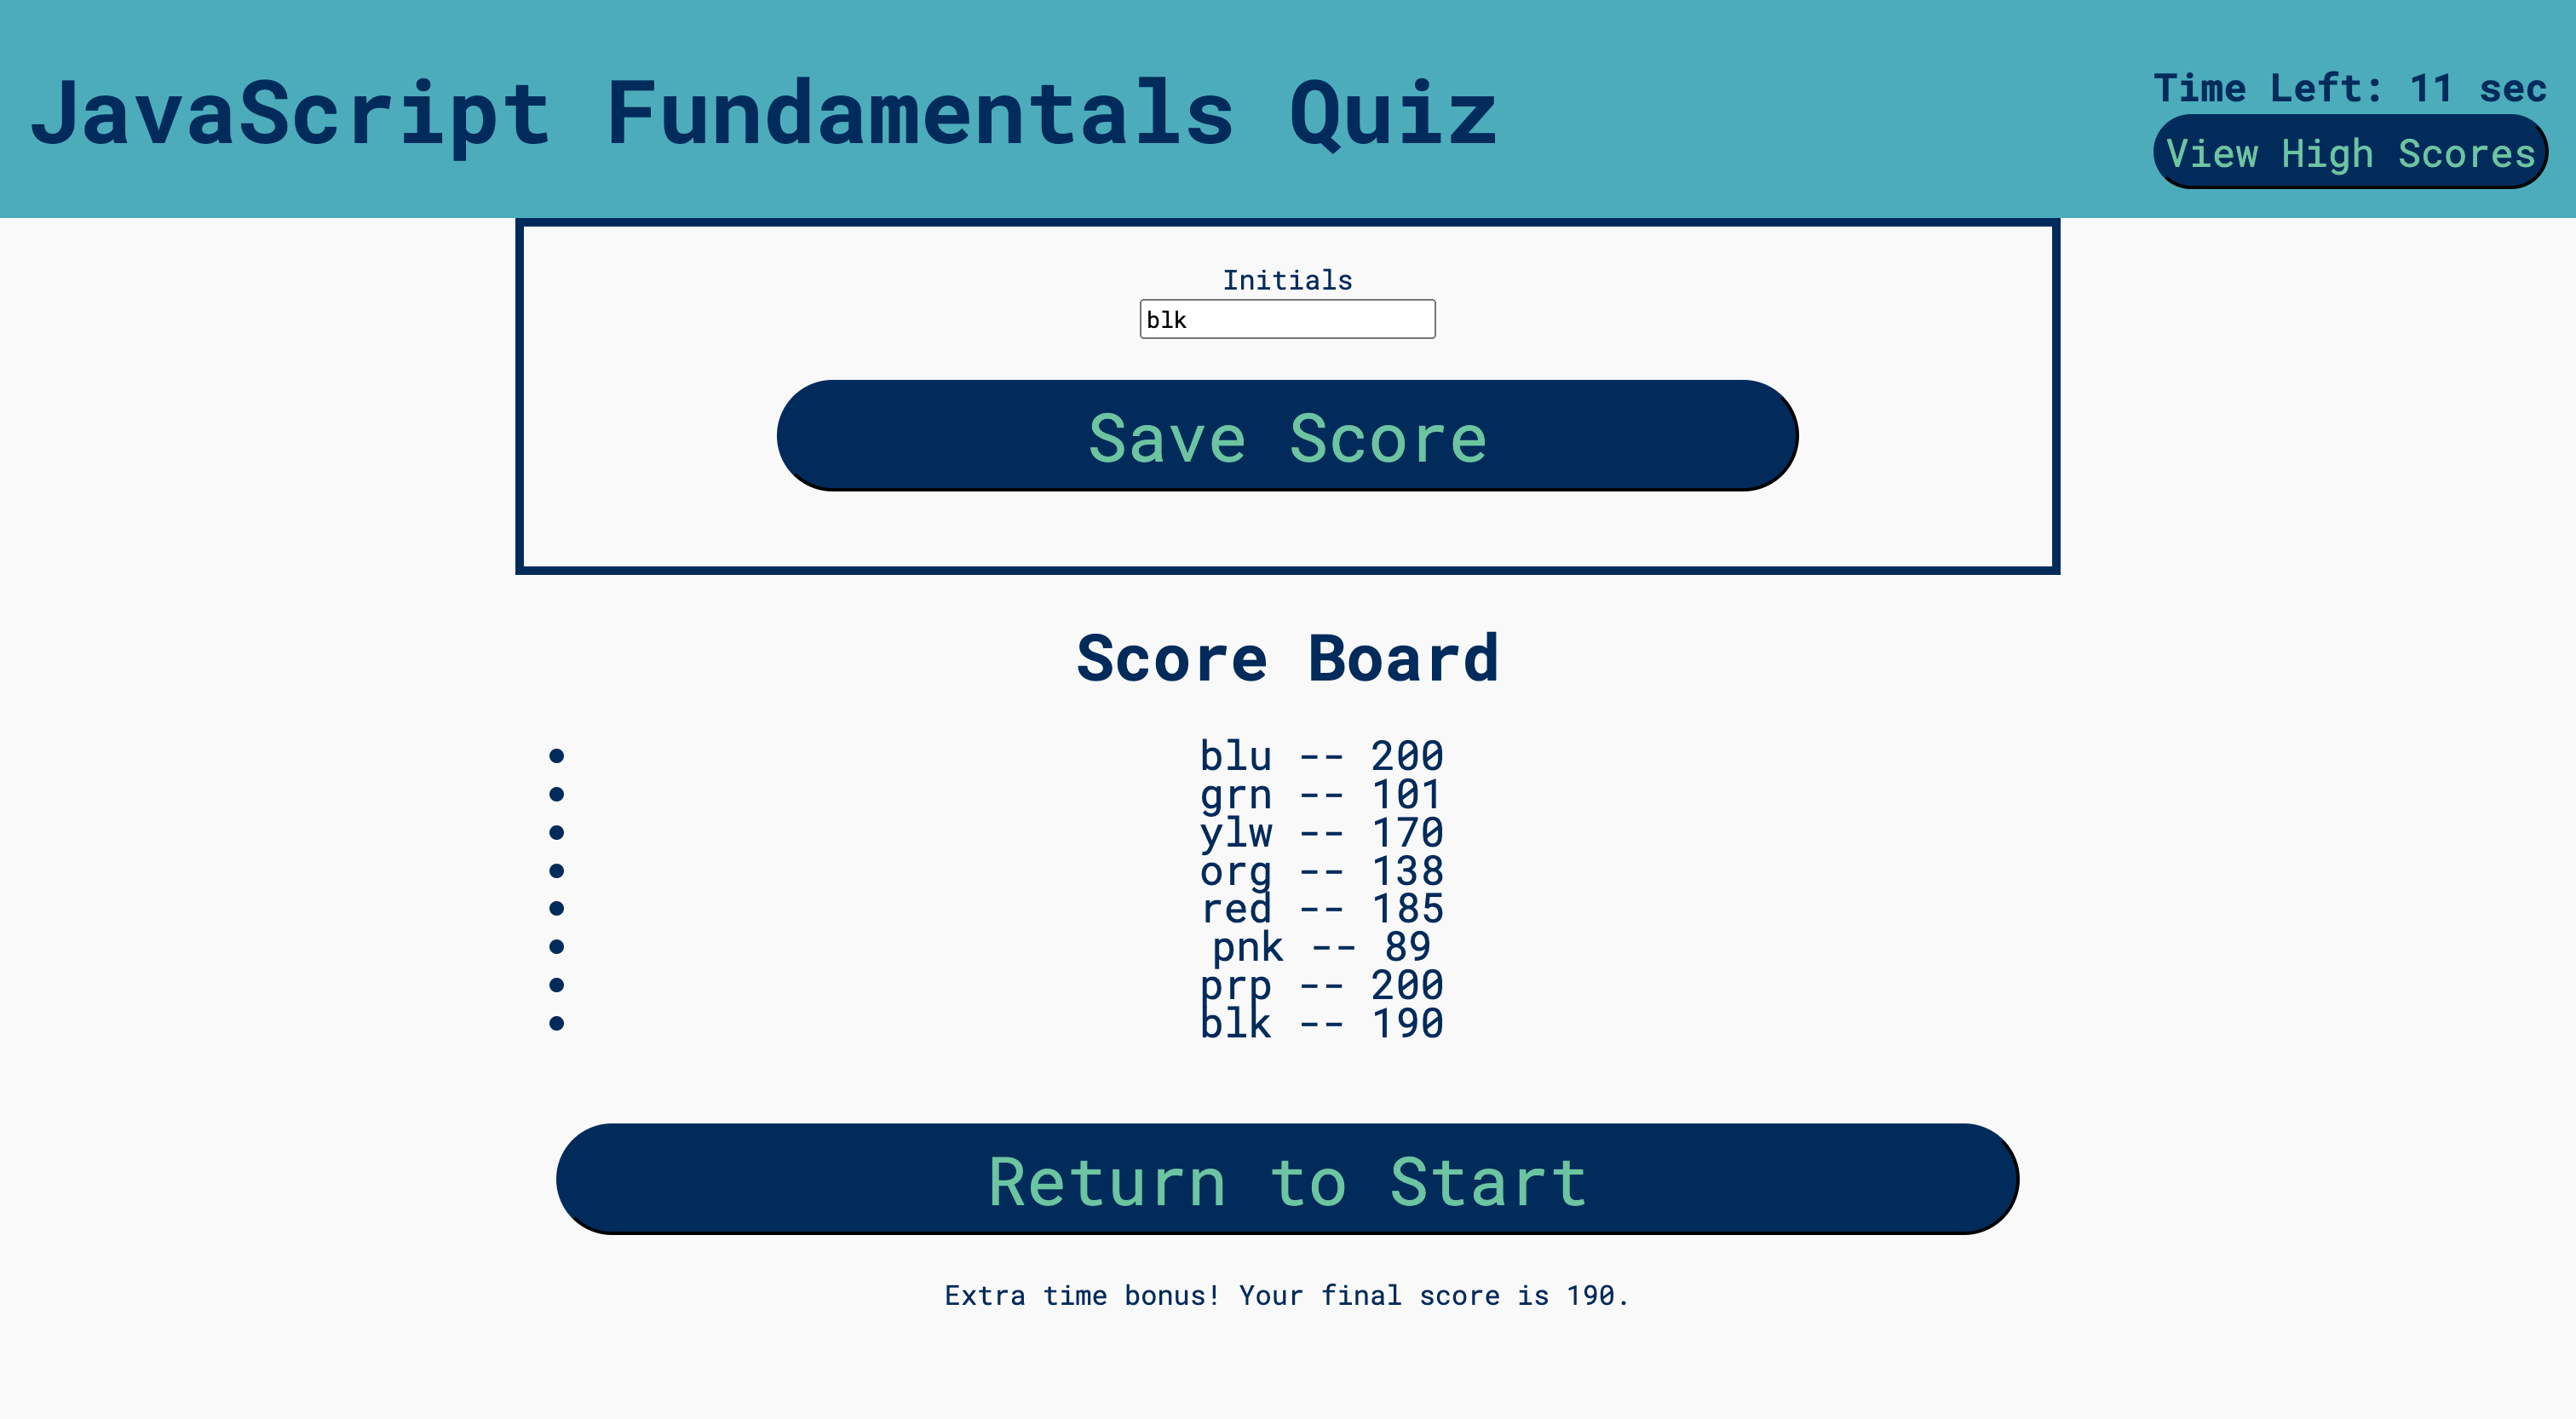 JavaScript Fundamentals Quiz
Time Left: 11 sec
View High Scores
Initials
blk
Save Score
Score Board
blu -- 200
grn -- 101
ylw -- 170
org -- 138
red -- 185
pnk -- 89
prp -- 200
blk -- 190
Return to Start
Extra time bonus! Your final score is 190.